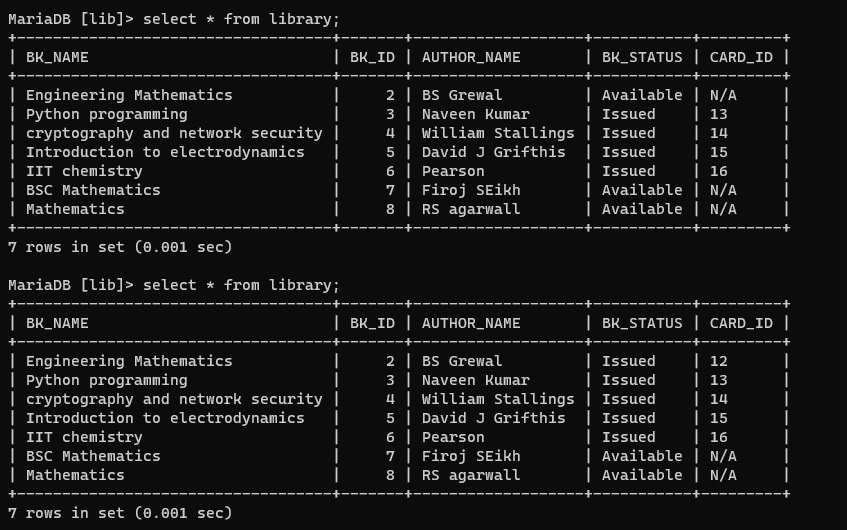 MariaDB [lib]> select * from library;
+-----------------------------------+-------+-------------------+-----------+---------+
| BK_NAME                           | BK_ID | AUTHOR_NAME       | BK_STATUS | CARD_ID |
+-----------------------------------+-------+-------------------+-----------+---------+
| Engineering Mathematics           |     2 | BS Grewal         | Available | N/A     |
| Python programming                |     3 | Naveen Kumar      | Issued    | 13      |
| cryptography and network security |     4 | William Stallings | Issued    | 14      |
| Introduction to electrodynamics   |     5 | David J Grifthis  | Issued    | 15      |
| IIT chemistry                     |     6 | Pearson           | Issued    | 16      |
| BSC Mathematics                   |     7 | Firoj SEikh       | Available | N/A     |
| Mathematics                       |     8 | RS agarwall       | Available | N/A     |
+-----------------------------------+-------+-------------------+-----------+---------+
7 rows in set (0.001 sec)

MariaDB [lib]> select * from library;
+-----------------------------------+-------+-------------------+-----------+---------+
| BK_NAME                           | BK_ID | AUTHOR_NAME       | BK_STATUS | CARD_ID |
+-----------------------------------+-------+-------------------+-----------+---------+
| Engineering Mathematics           |     2 | BS Grewal         | Issued    | 12      |
| Python programming                |     3 | Naveen Kumar      | Issued    | 13      |
| cryptography and network security |     4 | William Stallings | Issued    | 14      |
| Introduction to electrodynamics   |     5 | David J Grifthis  | Issued    | 15      |
| IIT chemistry                     |     6 | Pearson           | Issued    | 16      |
| BSC Mathematics                   |     7 | Firoj SEikh       | Available | N/A     |
| Mathematics                       |     8 | RS agarwall       | Available | N/A     |
+-----------------------------------+-------+-------------------+-----------+---------+
7 rows in set (0.001 sec)